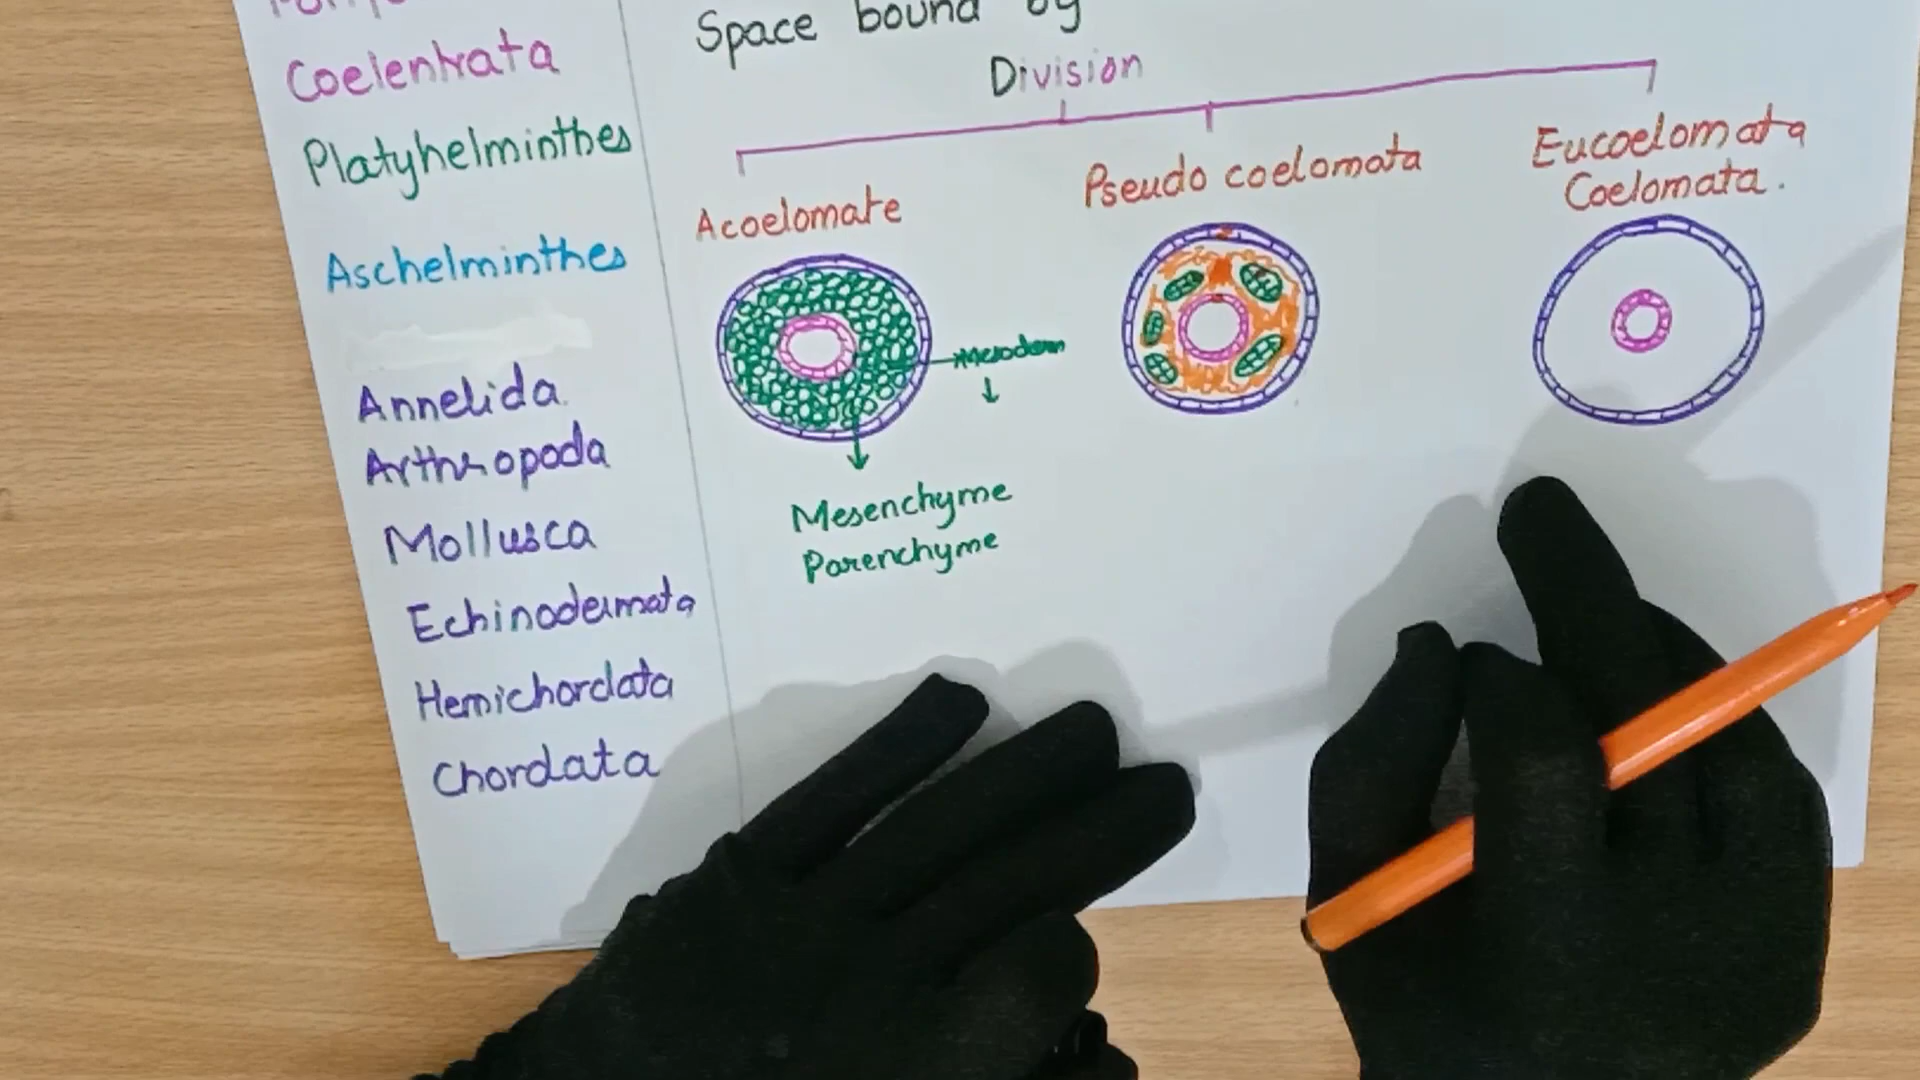 Coelentrata
Platyhelminthes
Aschelminthes
Annelida
Arthropoda
Mollusca
Echinodermata
Hemichordata
Chordata
Space bound by
Division
Acoelomate
Pseudo coelomata
Eucoelomata
Coelomata.
Mesoderm
Mesenchyme
Parenchyme